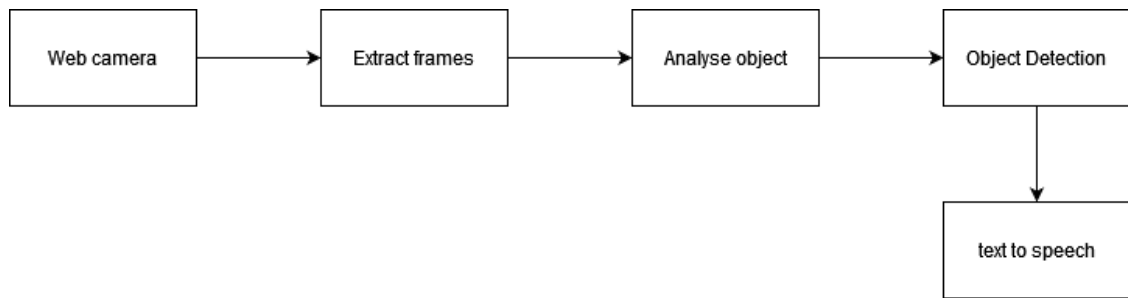 Web camera
Extract frames
Analyse object
Object Detection
text to speech